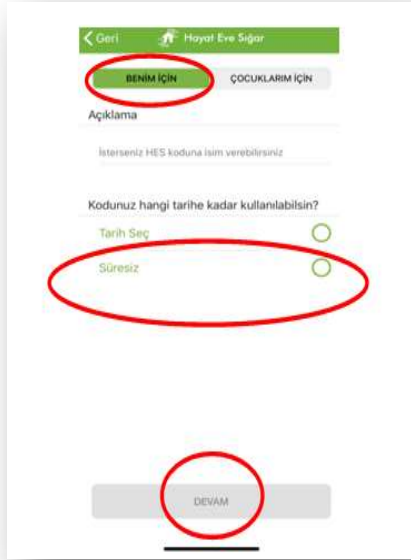 Geri Hayat Eve Sığar
BENİM İÇİN ÇOCUKLARIM İÇİN
Açıklama
İsterseniz HES koduna isim verebilirsiniz
Kodunuz hangi tarihe kadar kullanılabilsin?
Tarih Seç
Süresiz
DEVAM